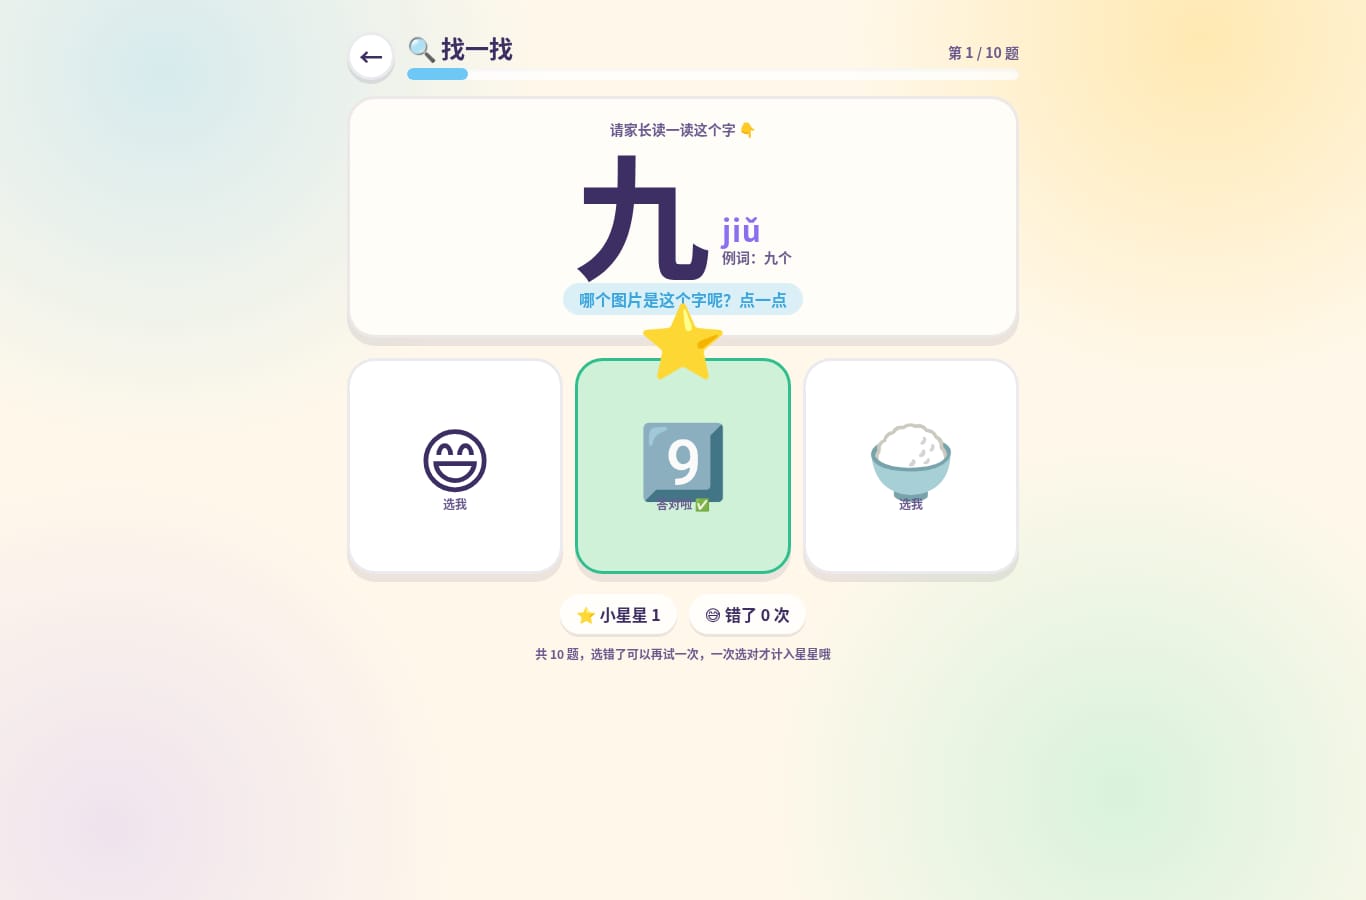 ← 🔍 找一找
第 1 / 10 题
请家长读一读这个字 👇
九
jiǔ
例词：九个
哪个图片是这个字呢？点一点
选我
9
答对啦 ✅
选我
⭐ 小星星 1
😅 错了 0 次
共 10 题，选错了可以再试一次，一次选对才计入星星哦